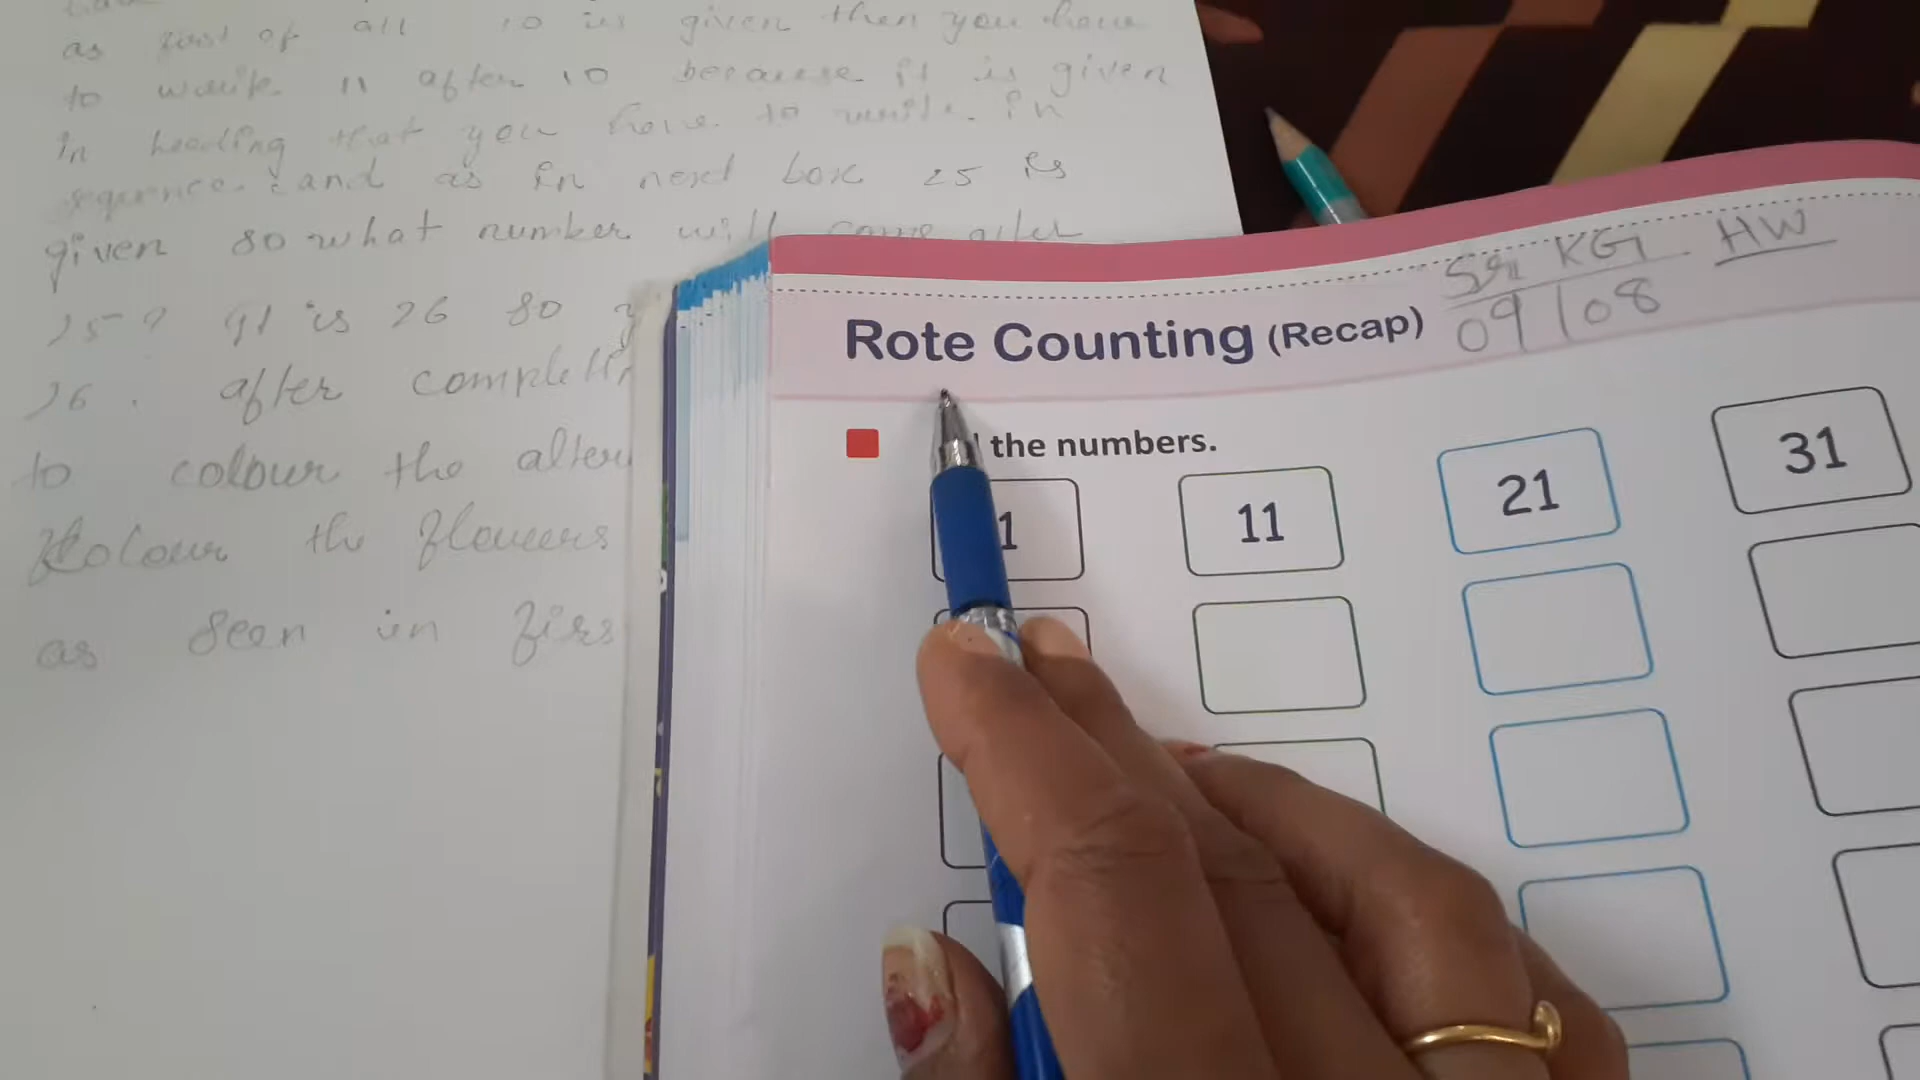 as first of all 10 is given then you have
to write 11 after 10 because it is given
in heading that you have to write in
sequence. and as in next box 25 is
given so what number will come after
25? It is 26 so
26. after
to colour the
Colour the flowers
as seen in
Rote Counting (Recap)
Sr KG HW
09/08
the numbers.
1 11 21 31